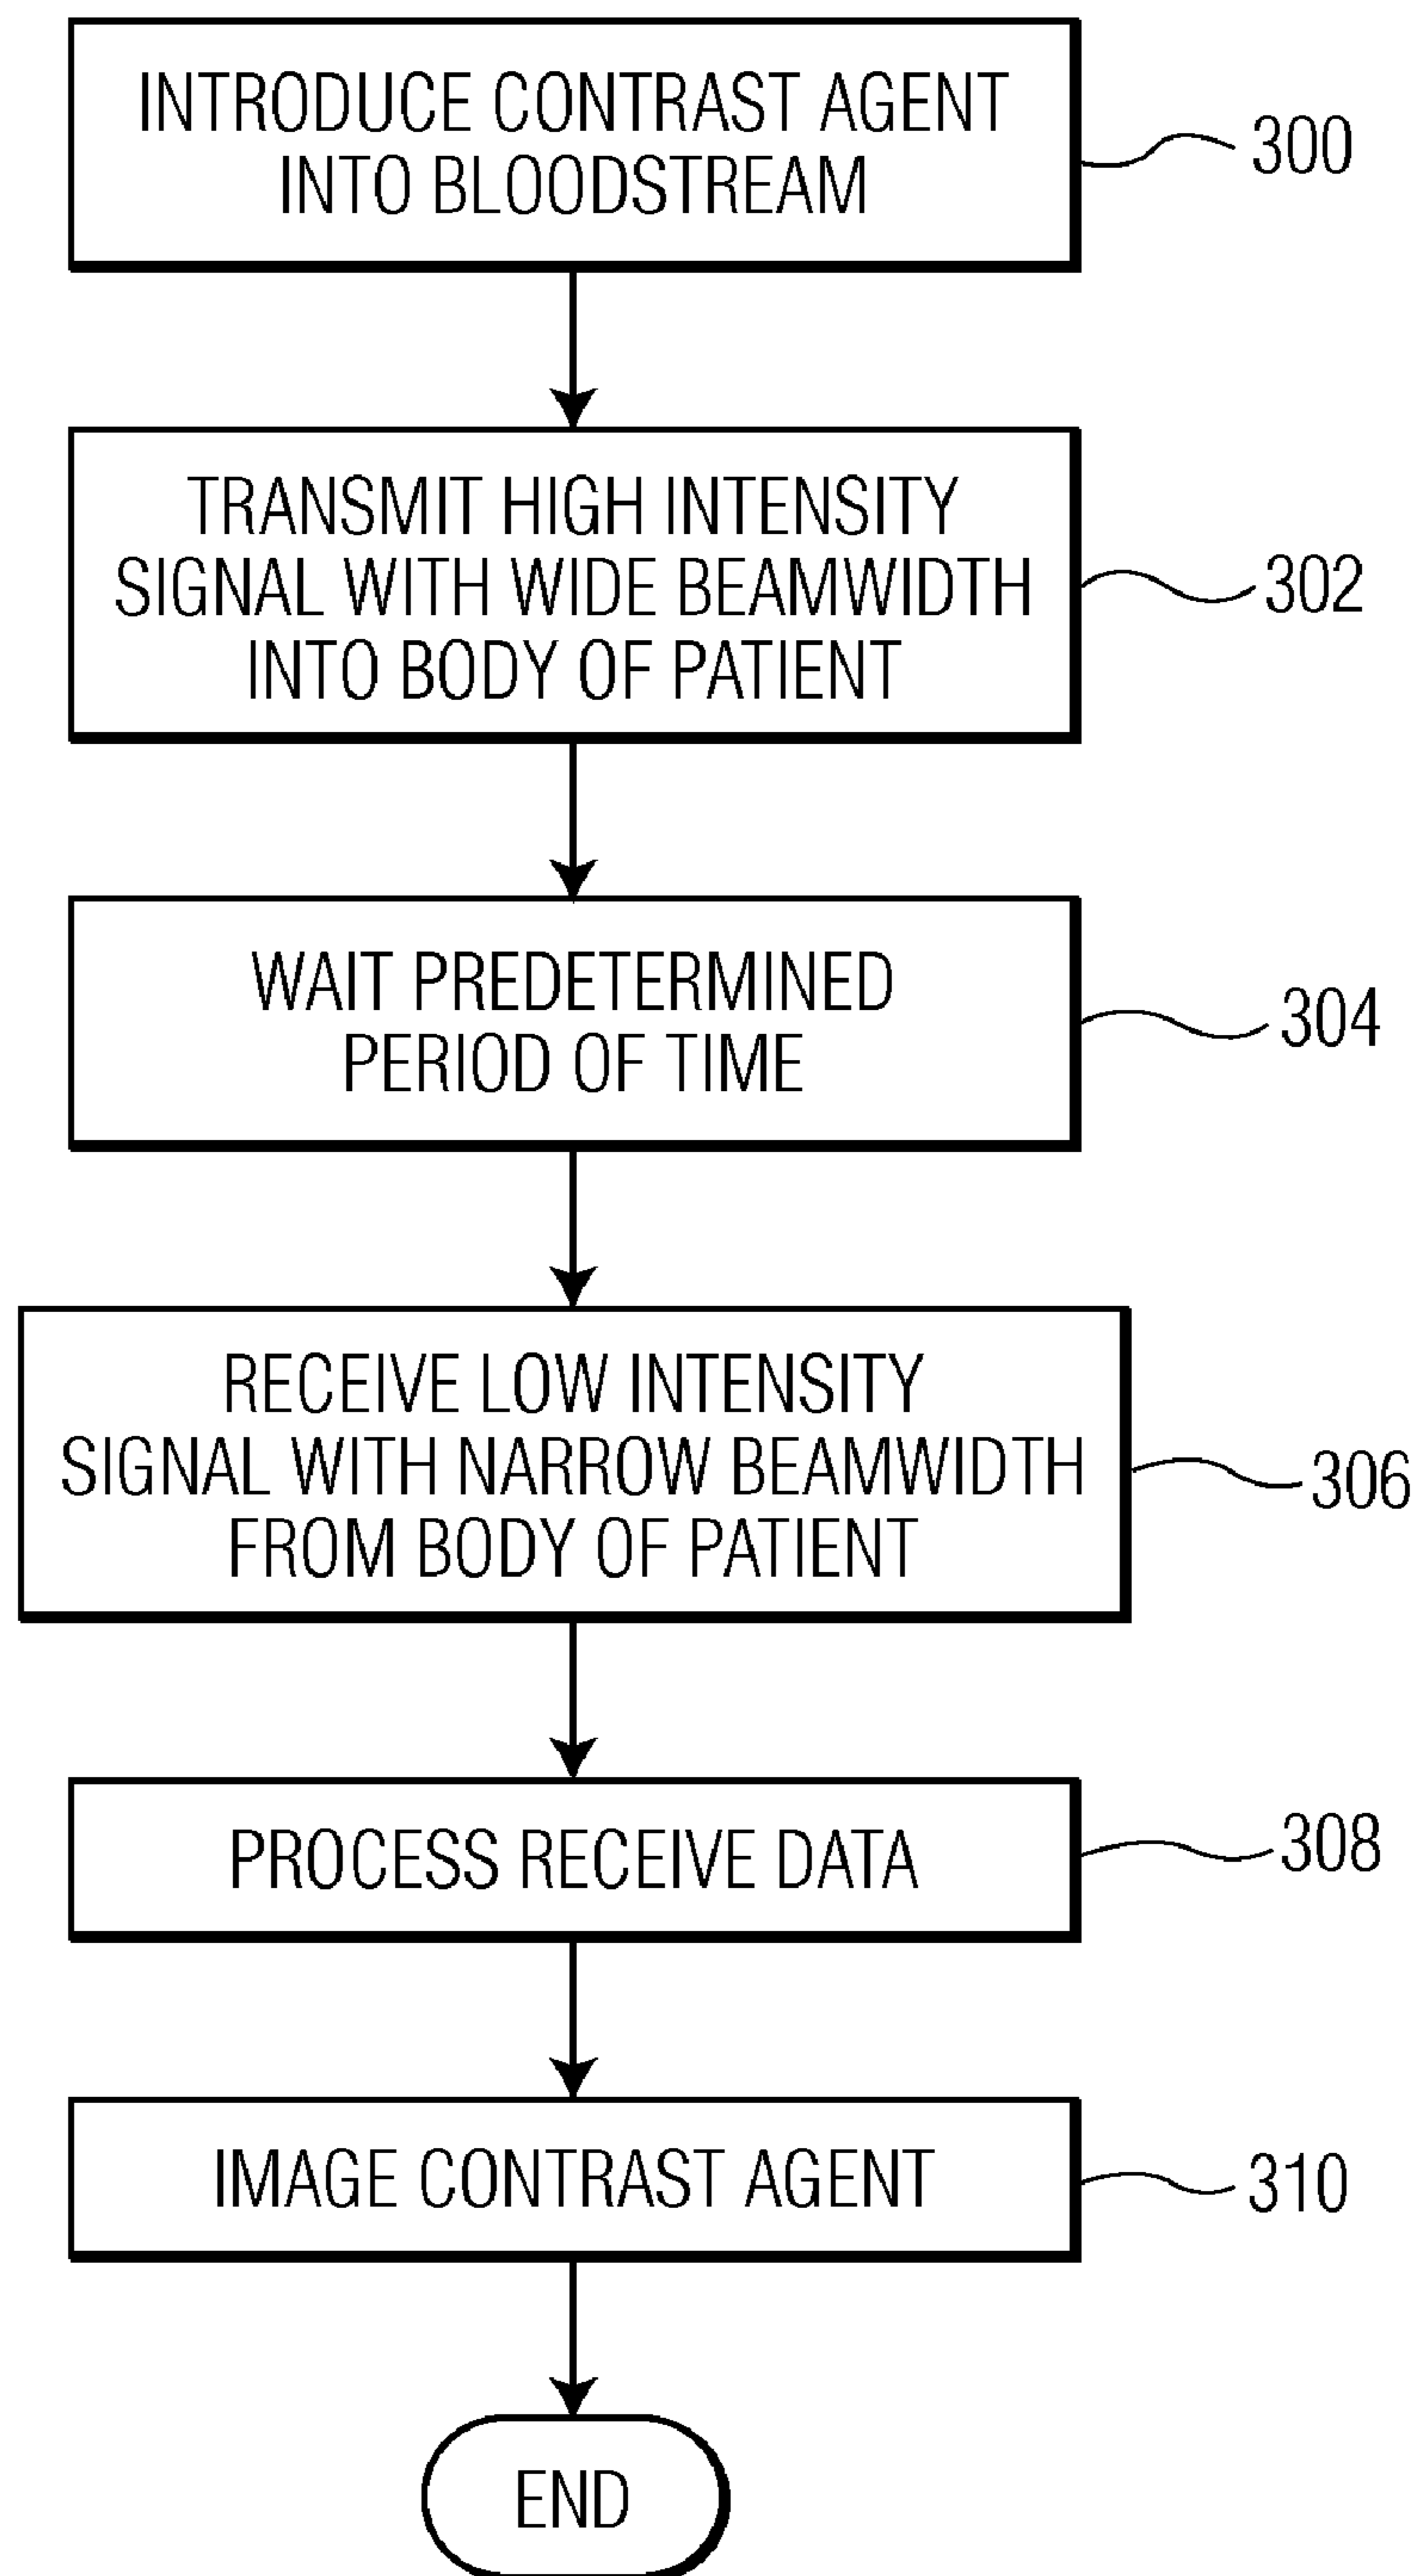 INTRODUCE CONTRAST AGENT
INTO BLOODSTREAM
300
TRANSMIT HIGH INTENSITY
SIGNAL WITH WIDE BEAMWIDTH
INTO BODY OF PATIENT
302
WAIT PREDETERMINED
PERIOD OF TIME
304
RECEIVE LOW INTENSITY
SIGNAL WITH NARROW BEAMWIDTH
FROM BODY OF PATIENT
306
PROCESS RECEIVE DATA
308
IMAGE CONTRAST AGENT
310
END